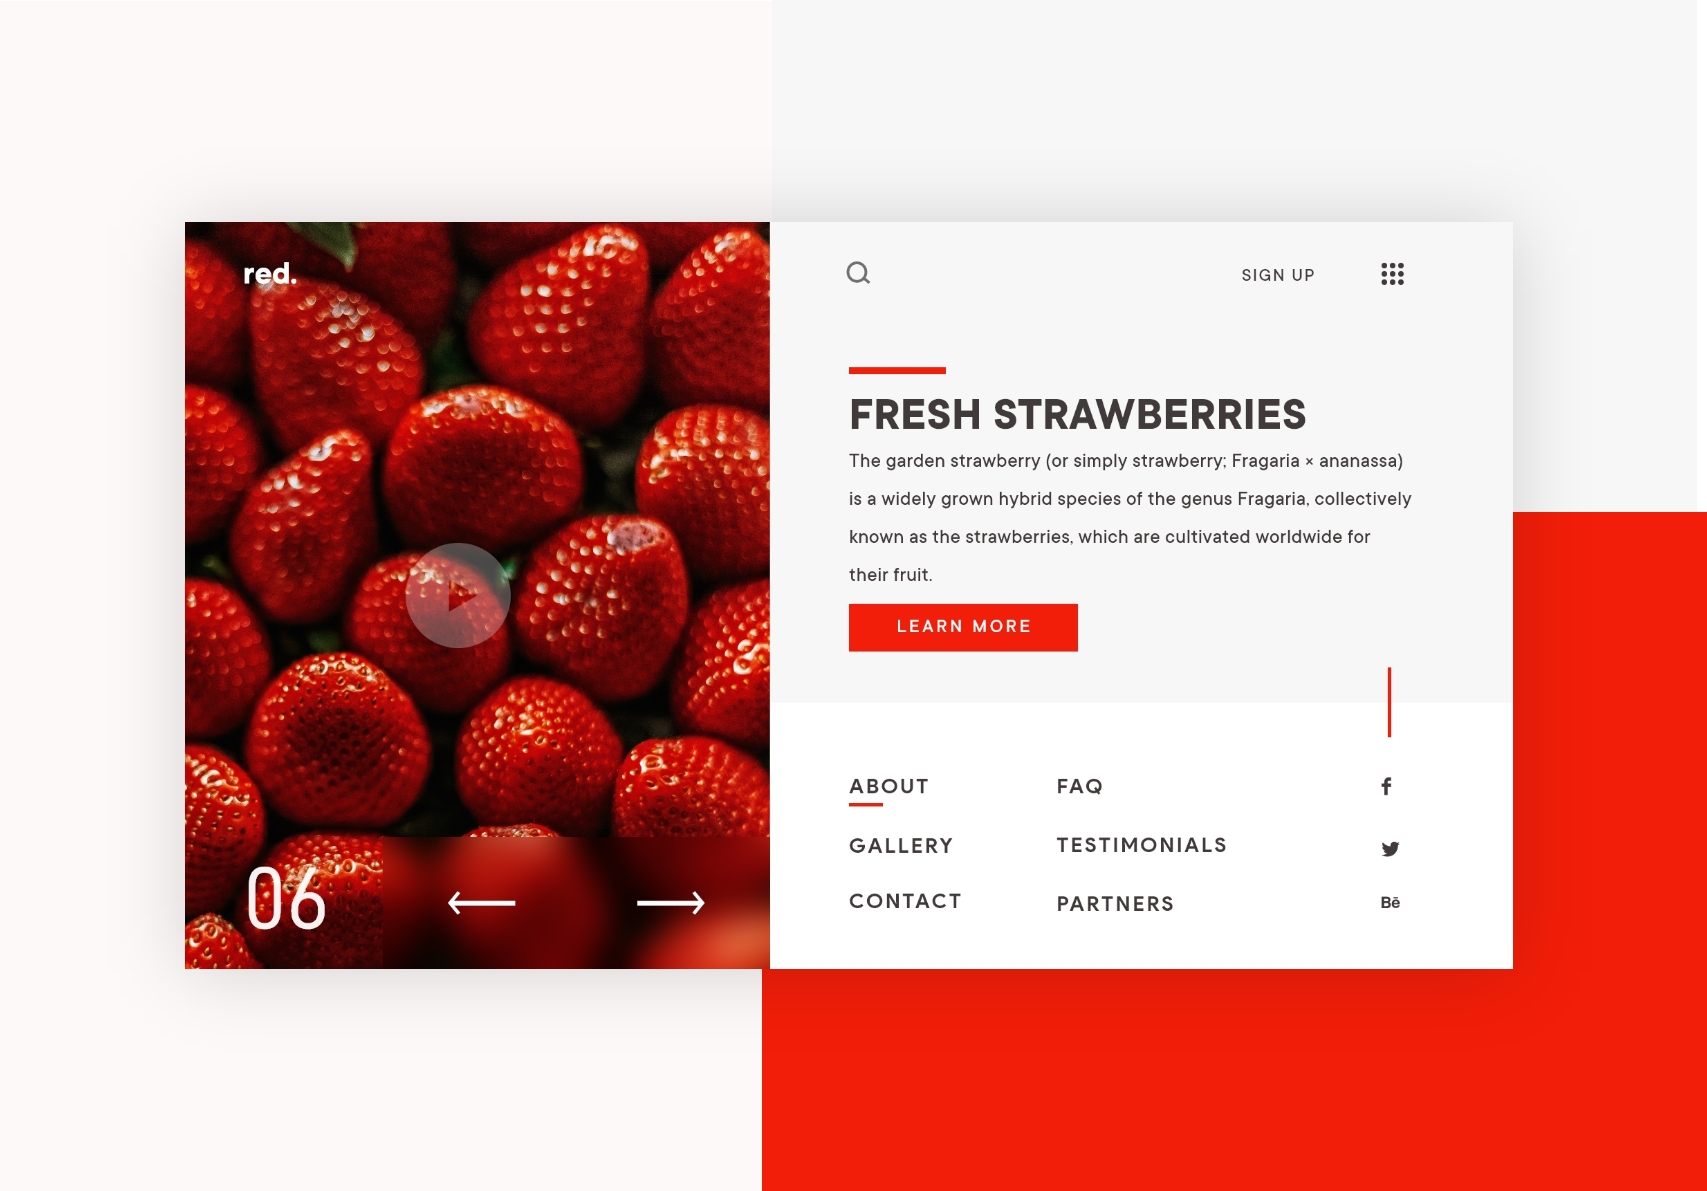 red.
SIGN UP
FRESH STRAWBERRIES
The garden strawberry (or simply strawberry; Fragaria × ananassa)
is a widely grown hybrid species of the genus Fragaria, collectively
known as the strawberries, which are cultivated worldwide for
their fruit.
LEARN MORE
ABOUT
FAQ
GALLERY
TESTIMONIALS
CONTACT
PARTNERS
Bē
06